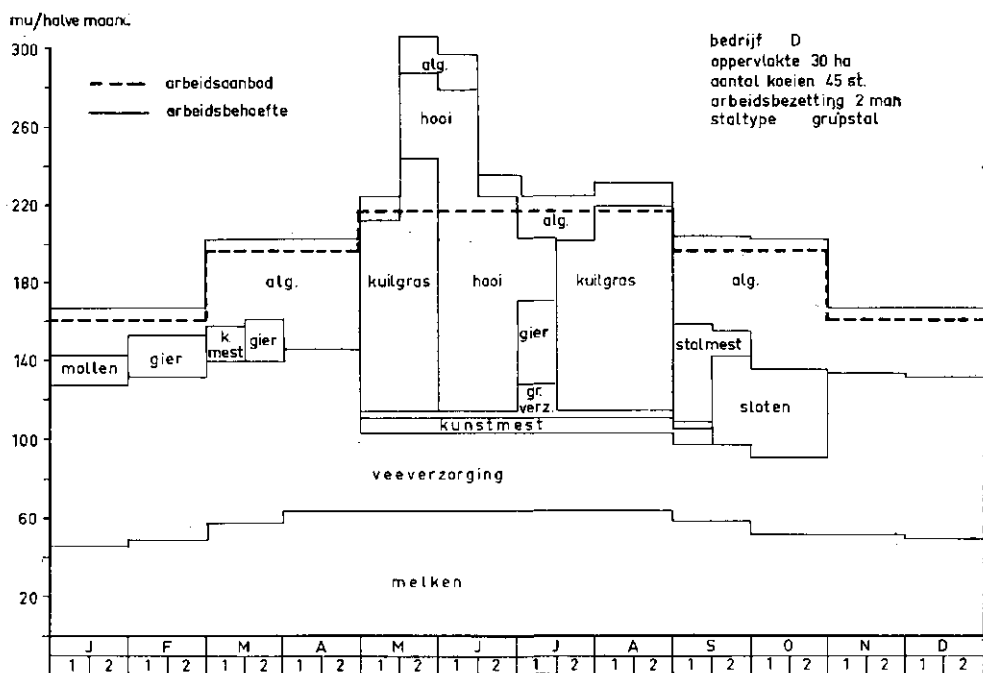 mu/halve maand
300
260
220
180
140
100
60
20
arbeidsaanbod
arbeidsbehoefte
bedrijf D
oppervlakte 30 ha
aantal koeien 45 st.
arbeidsbezetting 2 man
staltype grupstal
alg.
hooi
alg.
kuilgras
hooi
kuilgras
alg.
alg.
mollen
gier
k.
mest
gier
gier
gr.
verz.
stalmest
sloten
kunstmest
veeverzorging
melken
J F M A M J J A S O N D
1 2 1 2 1 2 1 2 1 2 1 2 1 2 1 2 1 2 1 2 1 2 1 2